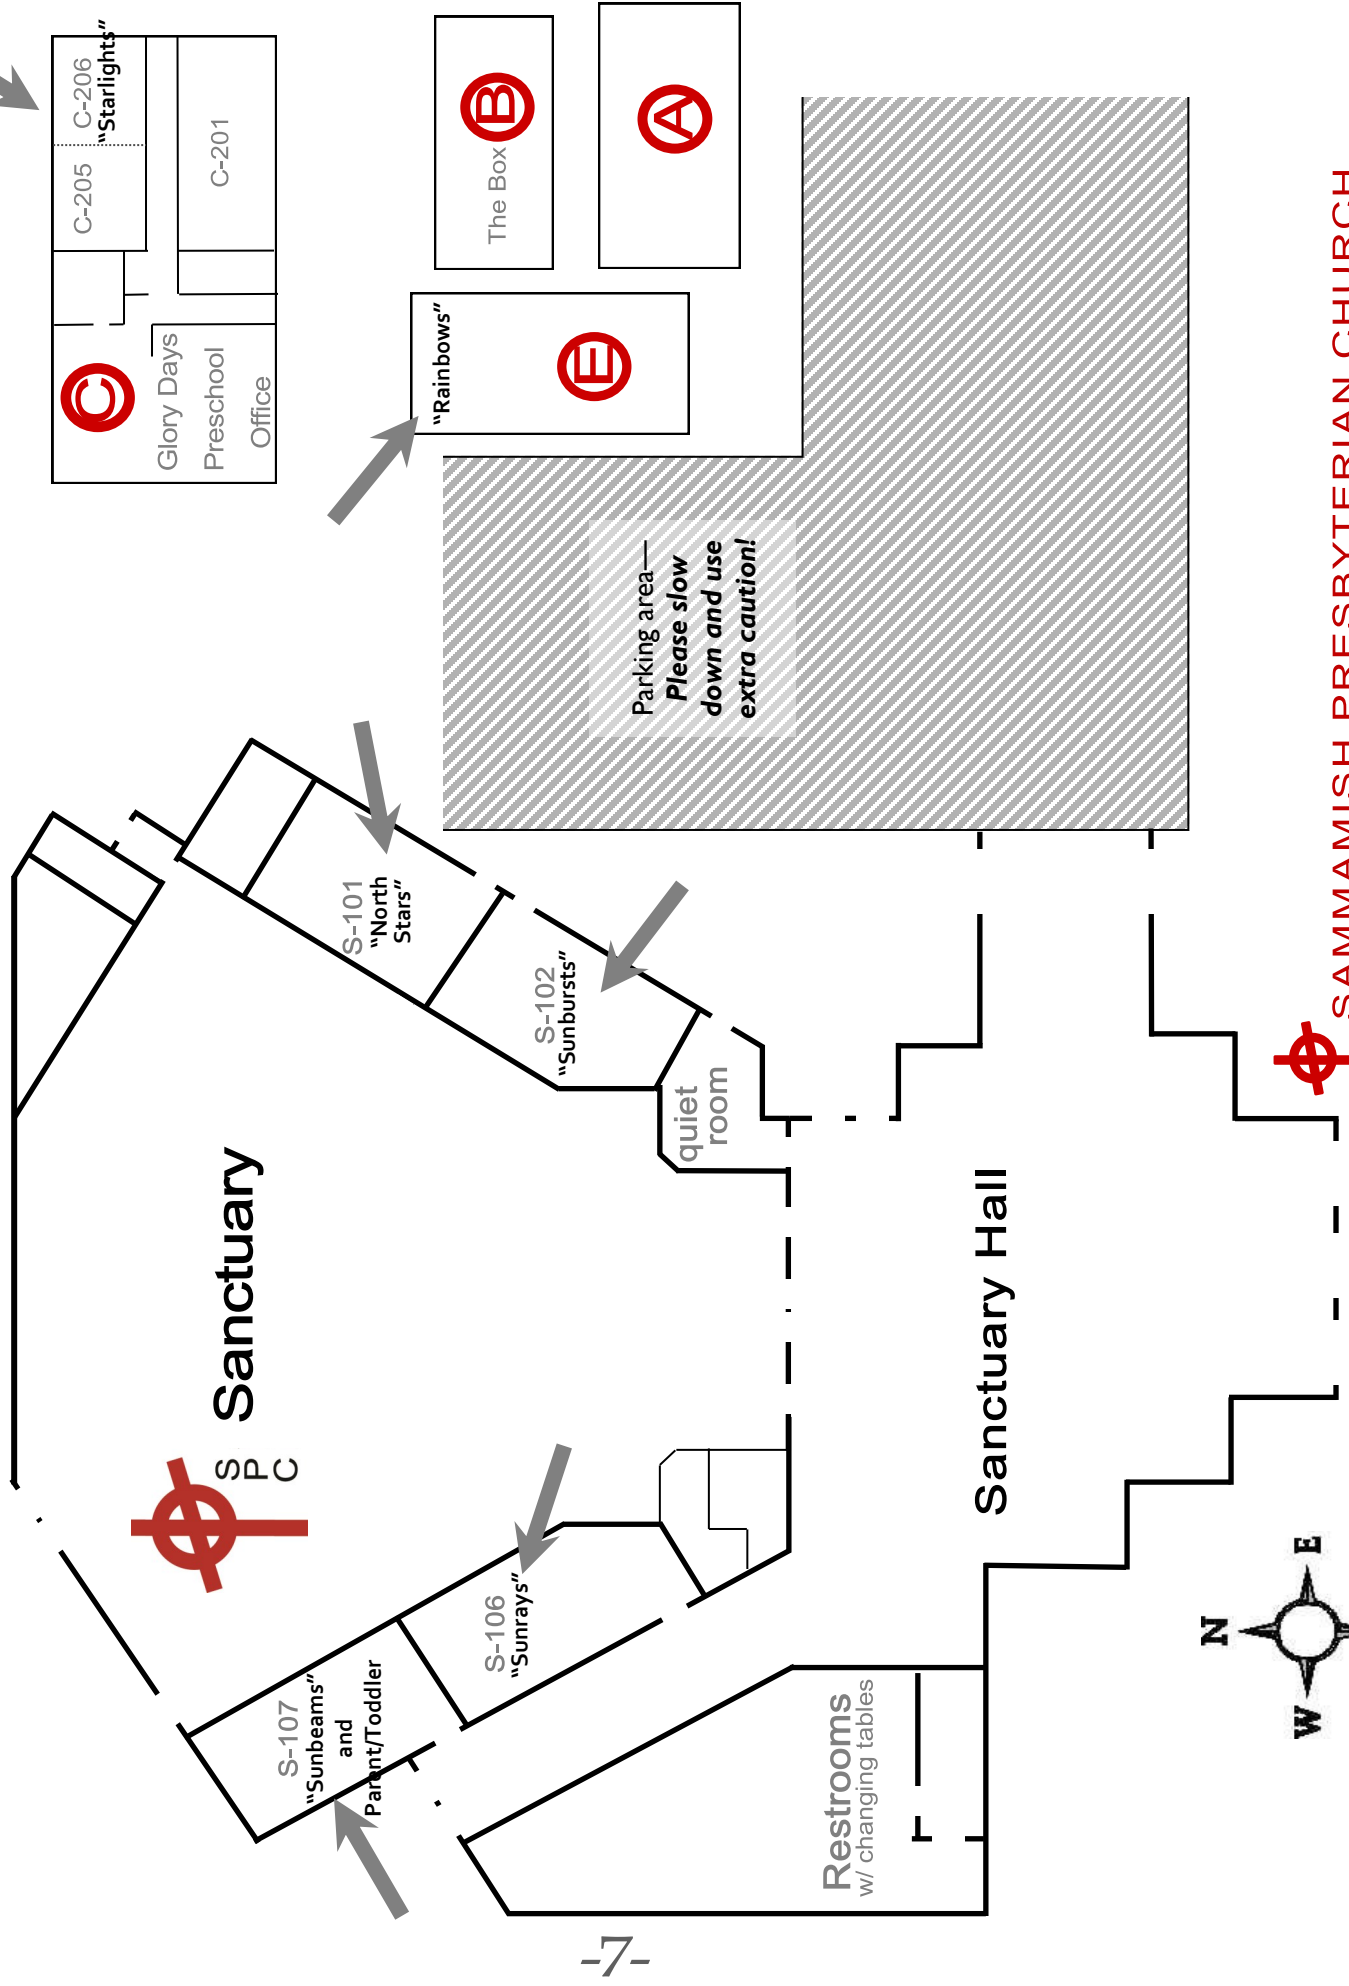 C-205
C-206
“Starlights”
C-201
C
Glory Days
Preschool
Office
The Box
B
A
“Rainbows”
E
Parking area—
Please slow
down and use
extra caution!
S-101
“North
Stars”
S-102
“Sunbursts”
quiet
room
Sanctuary
S
P
C
Sanctuary Hall
S-106
“Sunrays”
S-107
“Sunbeams”
and
Parent/Toddler
Restrooms
w/ changing tables
N
W
E
SAMMAMISH PRESBYTERIAN CHURCH
-7-